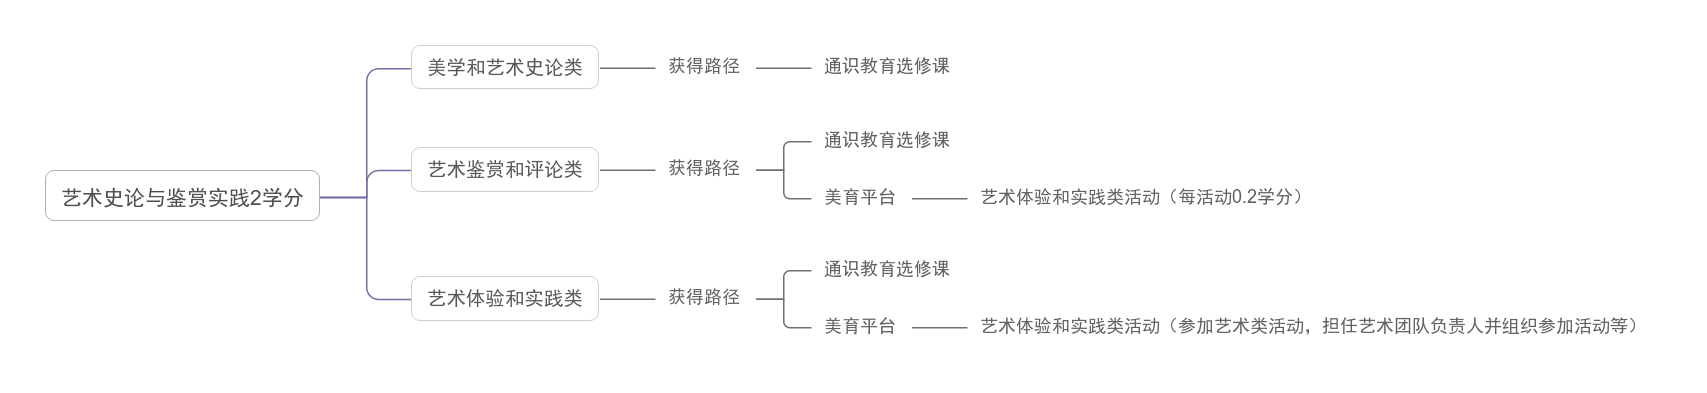 艺术史论与鉴赏实践2学分
美学和艺术史论类
获得路径
通识教育选修课
艺术鉴赏和评论类
获得路径
通识教育选修课
美育平台
艺术体验和实践类活动（每活动0.2学分）
艺术体验和实践类
获得路径
通识教育选修课
美育平台
艺术体验和实践类活动（参加艺术类活动，担任艺术团队负责人并组织参加活动等）